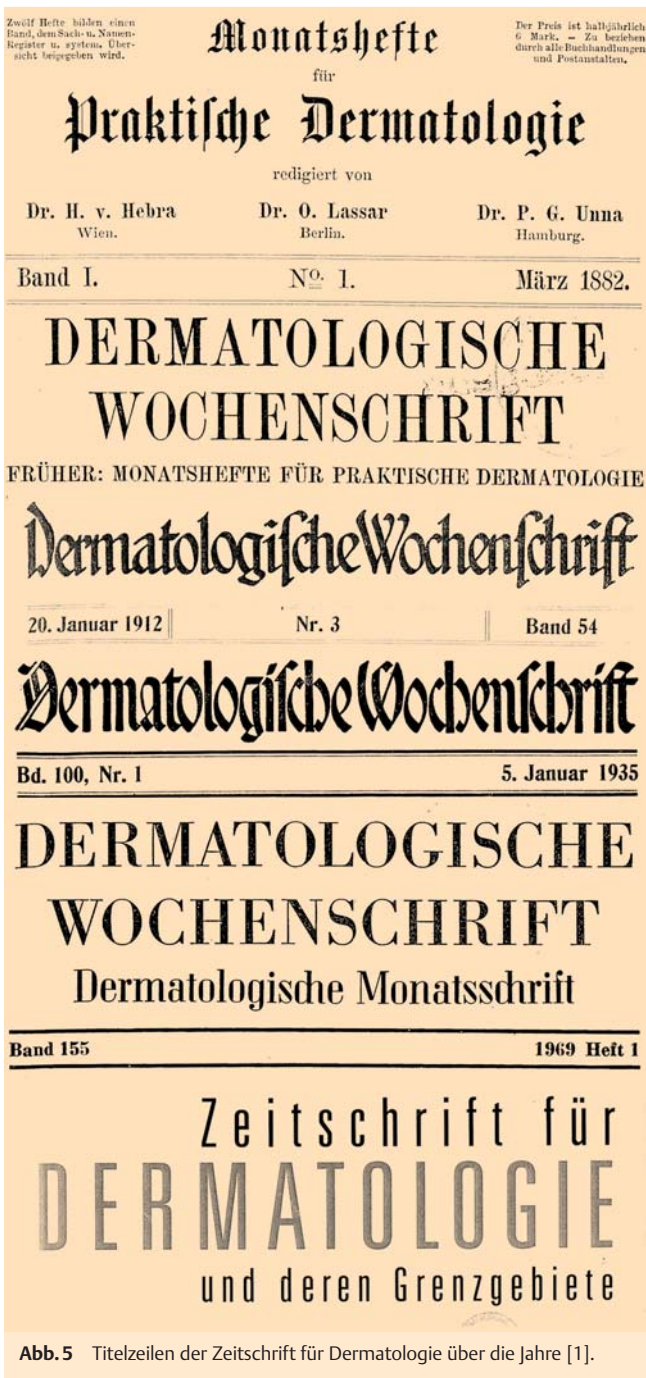 Zwölf Hefte bilden einen
Band, dem Sach- u. Namen-
Register u. system. Über-
sicht beigegeben wird.
Monatshefte
Der Preis ist halbjährlich
6 Mark. – Zu beziehen
durch alle Buchhandlungen
und Postanstalten.
für
Praktiſche Dermatologie
redigiert von
Dr. H. v. Hebra Dr. O. Lassar Dr. P. G. Unna
Wien. Berlin. Hamburg.
Band I. No. 1. März 1882.
DERMATOLOGISCHE
WOCHENSCHRIFT
FRÜHER: MONATSHEFTE FÜR PRAKTISCHE DERMATOLOGIE
Dermatologiſche Wochenſchrift
20. Januar 1912 Nr. 3 Band 54
Dermatologiſche Wochenſchrift
Bd. 100, Nr. 1 5. Januar 1935
DERMATOLOGISCHE
WOCHENSCHRIFT
Dermatologische Monatsschrift
Band 155 1969 Heft 1
Zeitschrift für
DERMATOLOGIE
und deren Grenzgebiete
Abb. 5 Titelzeilen der Zeitschrift für Dermatologie über die Jahre [1].